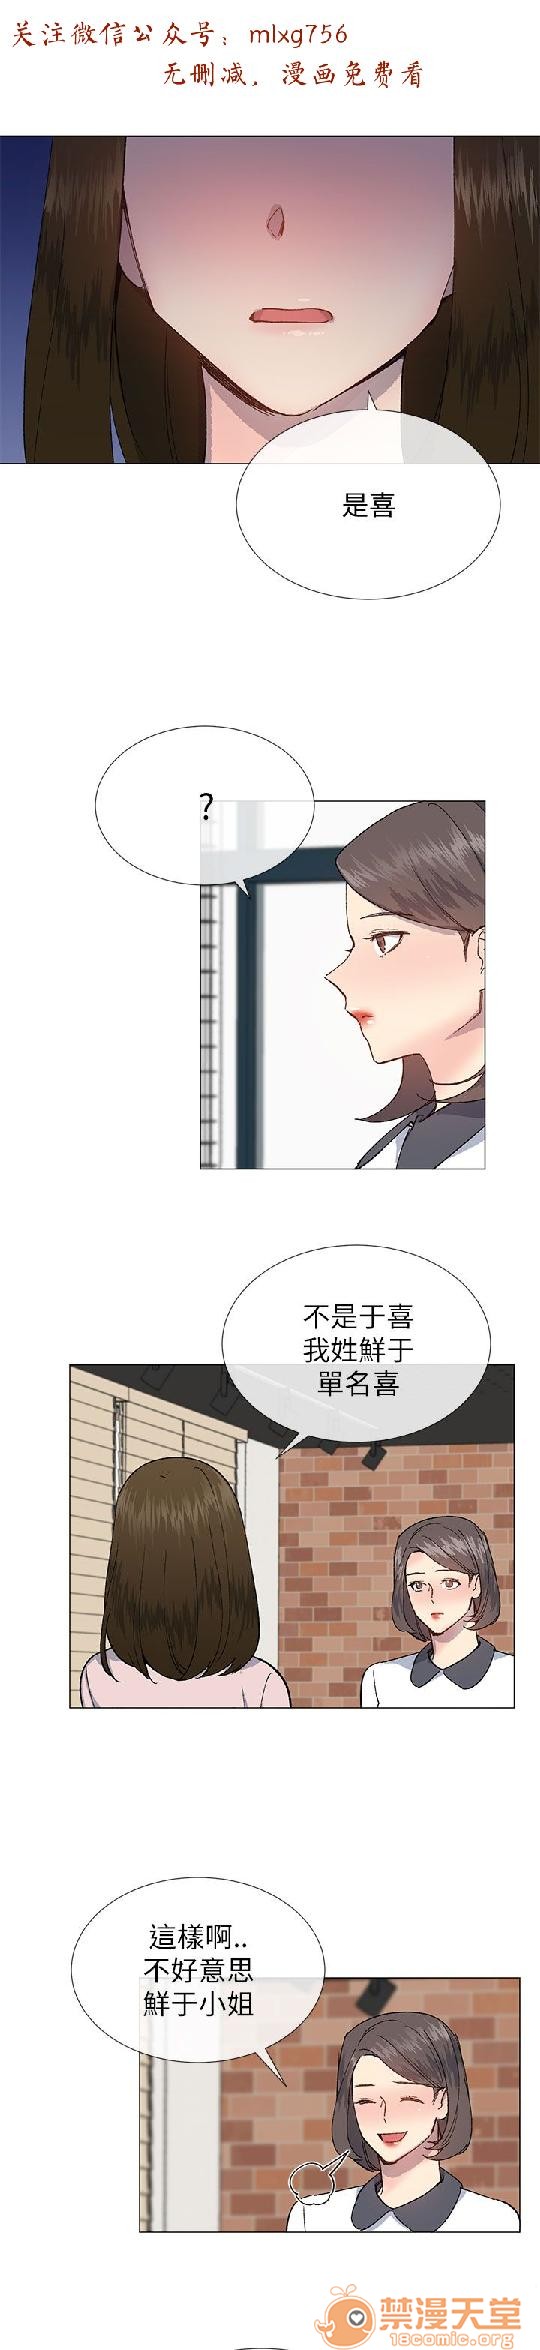 关注微信公众号：mlxg756
无删减．漫画免费看
是喜
?
不是于喜
我姓鮮于
單名喜
這樣啊..
不好意思
鮮于小姐
禁漫天堂
18comic.org